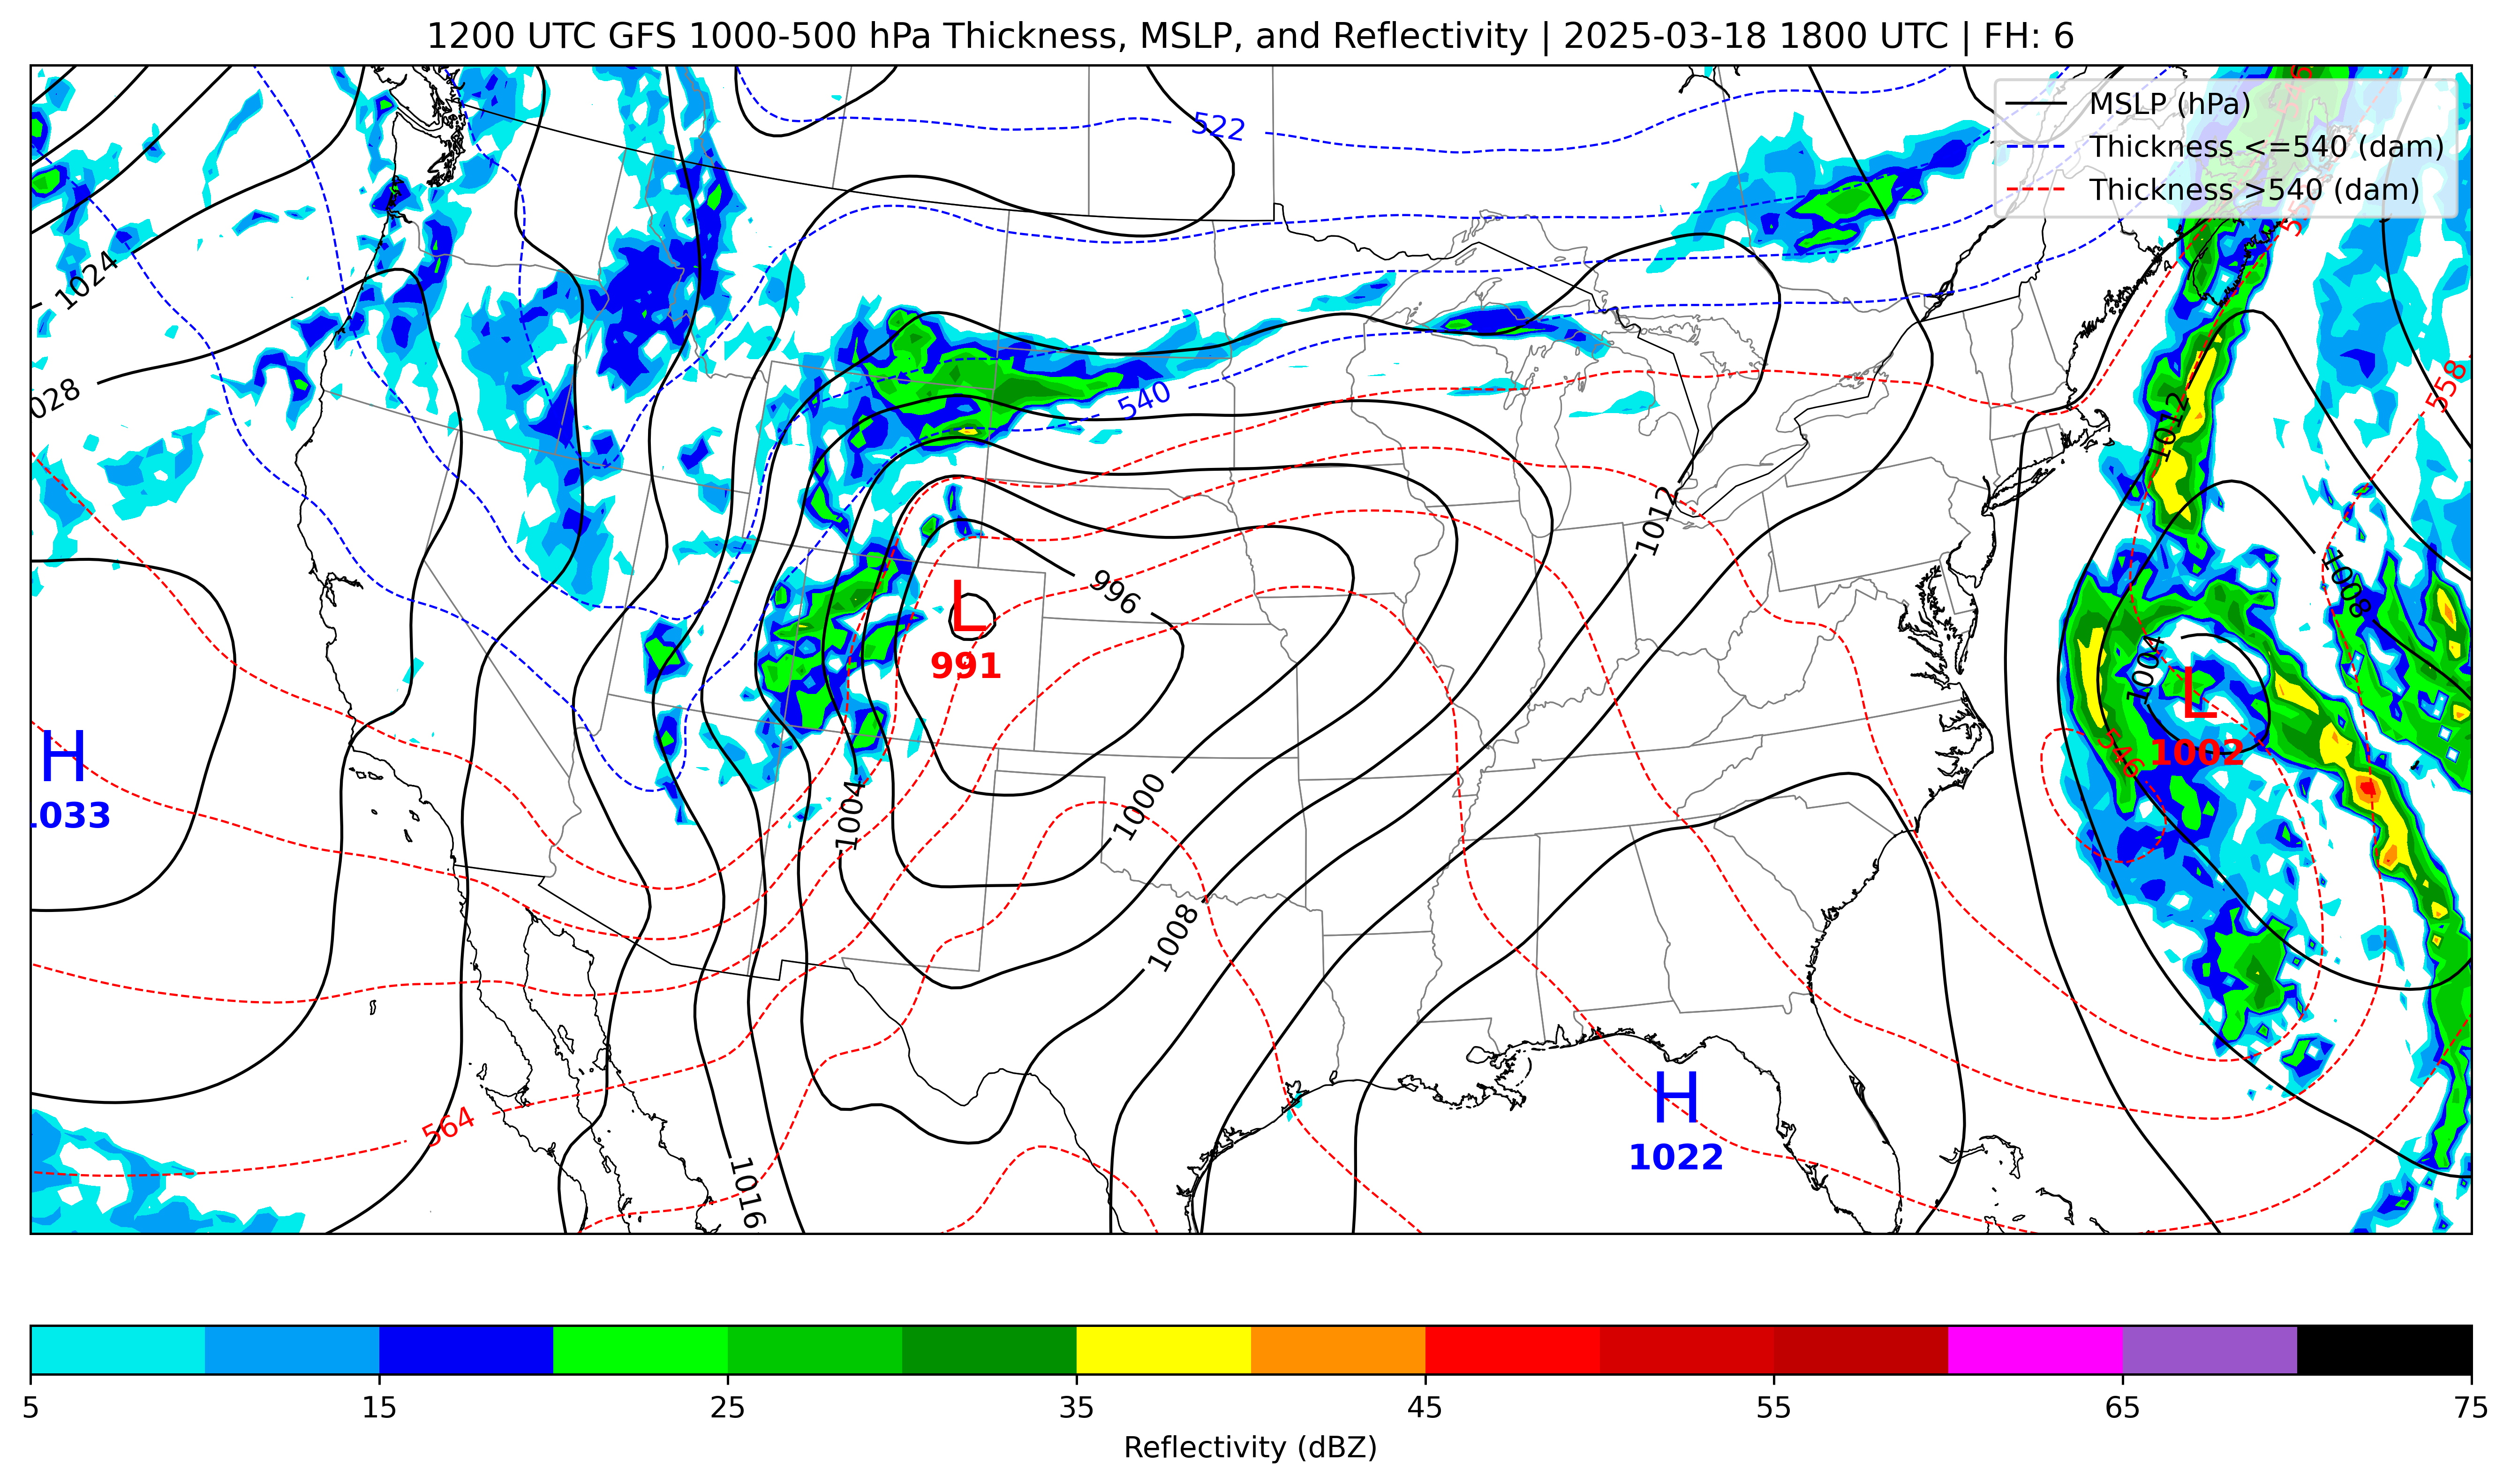 1200 UTC GFS 1000-500 hPa Thickness, MSLP, and Reflectivity | 2025-03-18 1800 UTC | FH: 6
MSLP (hPa)
Thickness <=540 (dam)
Thickness >540 (dam)
522
1024
028
540
558
1012
1012
1008
996
L
991
1004
L
1002
546
H
1033
1004
1000
1008
564
1016
H
1022
5 15 25 35 45 55 65 75
Reflectivity (dBZ)